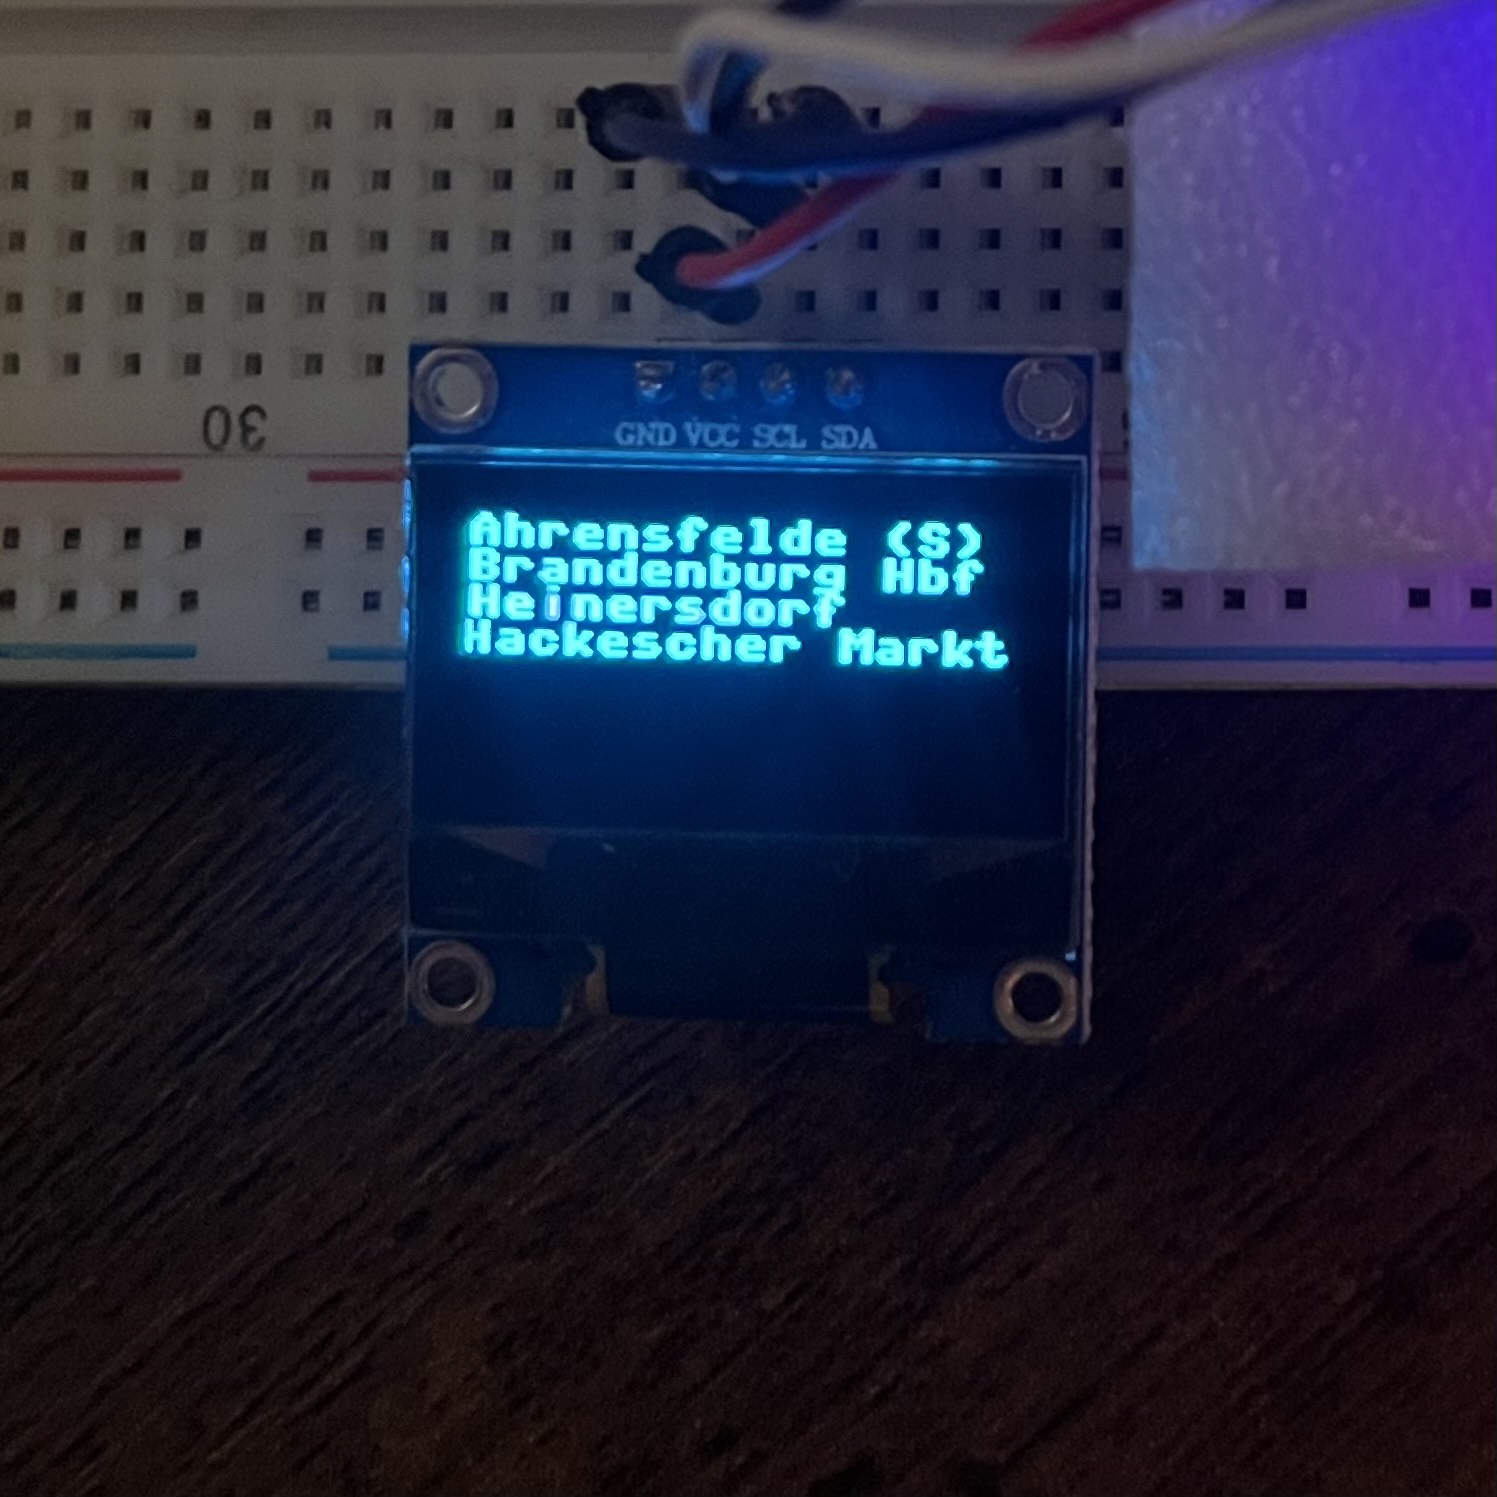 30
GND VCC SCL SDA
Ahrensfelde (S)
Brandenburg Hbf
Heinersdorf
Hackescher Markt